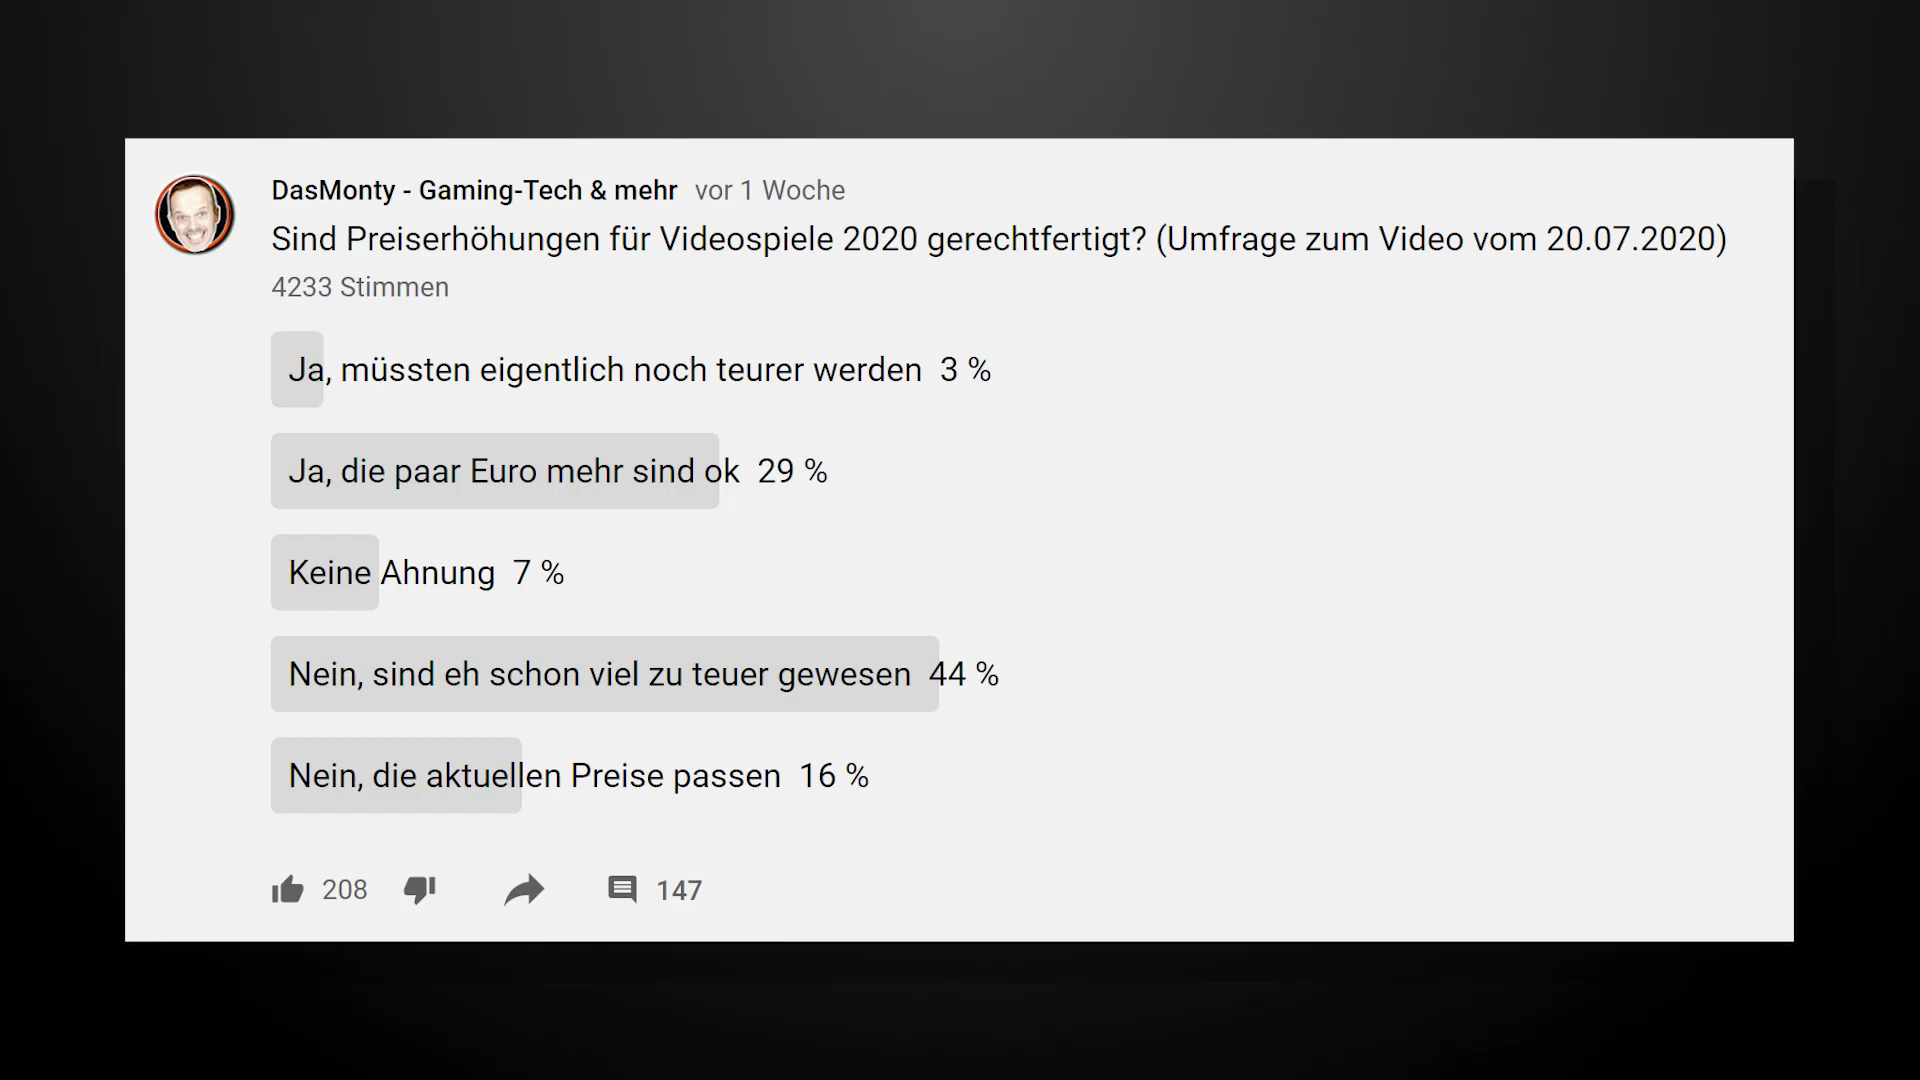 DasMonty - Gaming-Tech & mehr vor 1 Woche
Sind Preiserhöhungen für Videospiele 2020 gerechtfertigt? (Umfrage zum Video vom 20.07.2020)
4233 Stimmen
Ja, müssten eigentlich noch teurer werden 3 %
Ja, die paar Euro mehr sind ok 29 %
Keine Ahnung 7 %
Nein, sind eh schon viel zu teuer gewesen 44 %
Nein, die aktuellen Preise passen 16 %
208 147